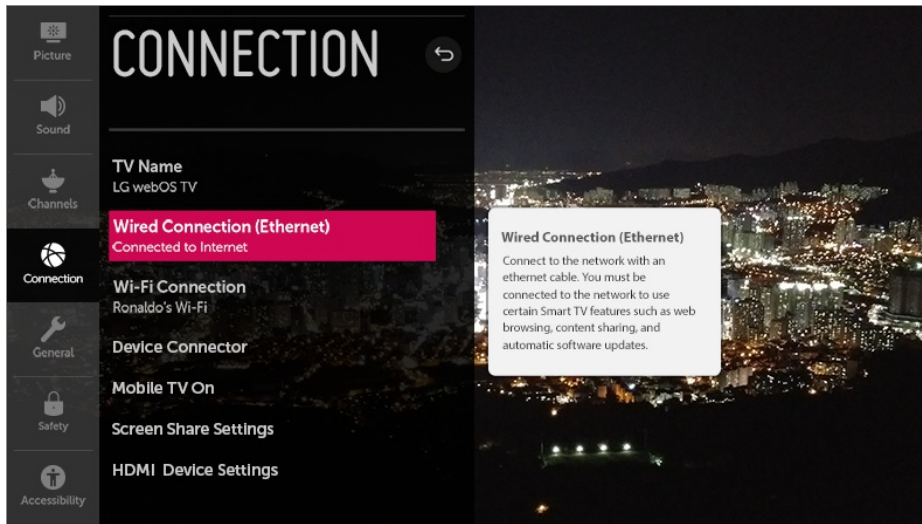 Picture
Sound
Channels
Connection
General
Safety
Accessibility
CONNECTION
TV Name
LG webOS TV
Wired Connection (Ethernet)
Connected to Internet
Wi-Fi Connection
Ronaldo's Wi-Fi
Device Connector
Mobile TV On
Screen Share Settings
HDMI Device Settings
Wired Connection (Ethernet)
Connect to the network with an
ethernet cable. You must be
connected to the network to use
certain Smart TV features such as web
browsing, content sharing, and
automatic software updates.